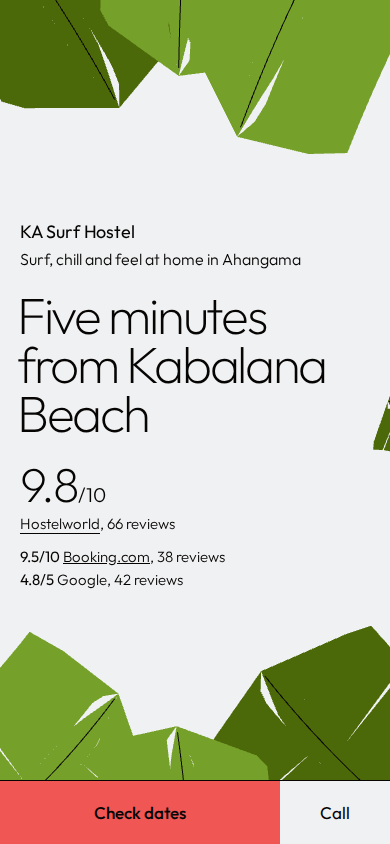 KA Surf Hostel
Surf, chill and feel at home in Ahangama
Five minutes
from Kabalana
Beach
9.8/10
Hostelworld, 66 reviews
9.5/10 Booking.com, 38 reviews
4.8/5 Google, 42 reviews
Check dates
Call